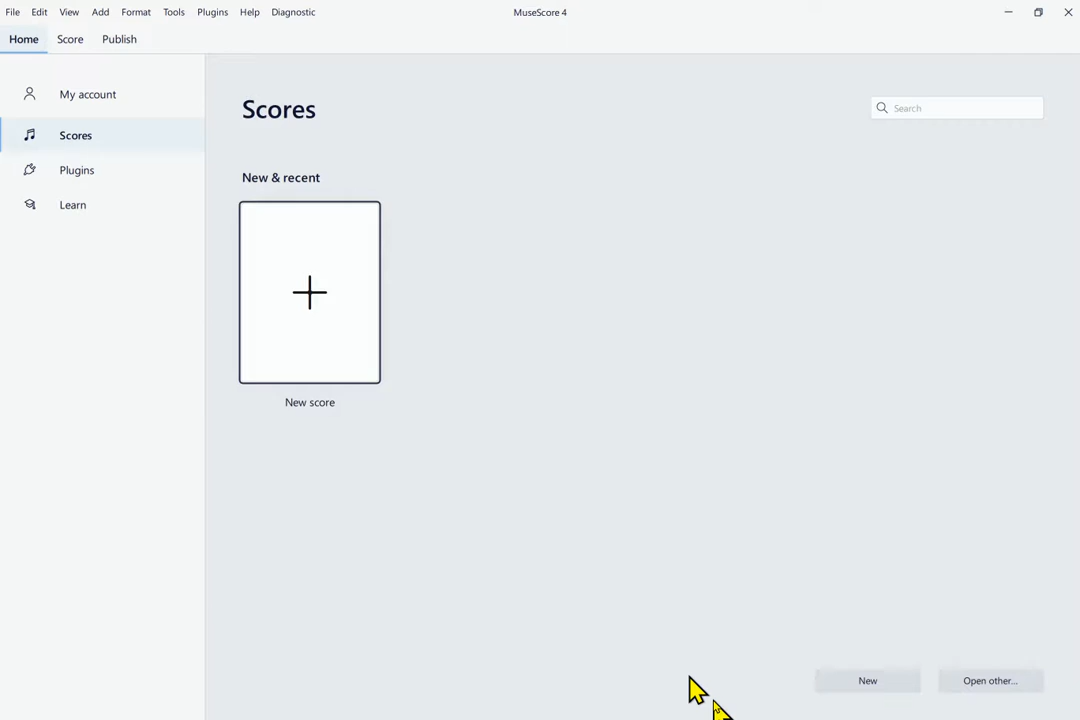 File Edit View Add Format Tools Plugins Help Diagnostic MuseScore 4
Home Score Publish
My account
Scores
Plugins
Learn
Scores
Search
New & recent
New score
New Open other...